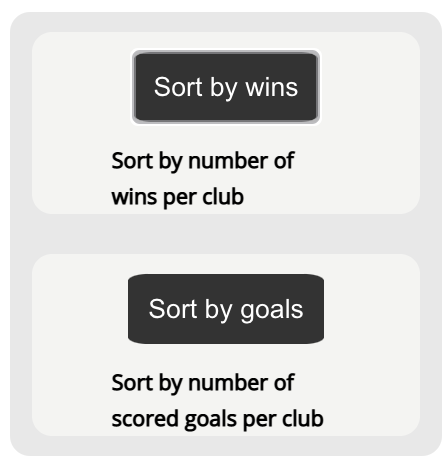 Sort by wins
Sort by number of
wins per club
Sort by goals
Sort by number of
scored goals per club